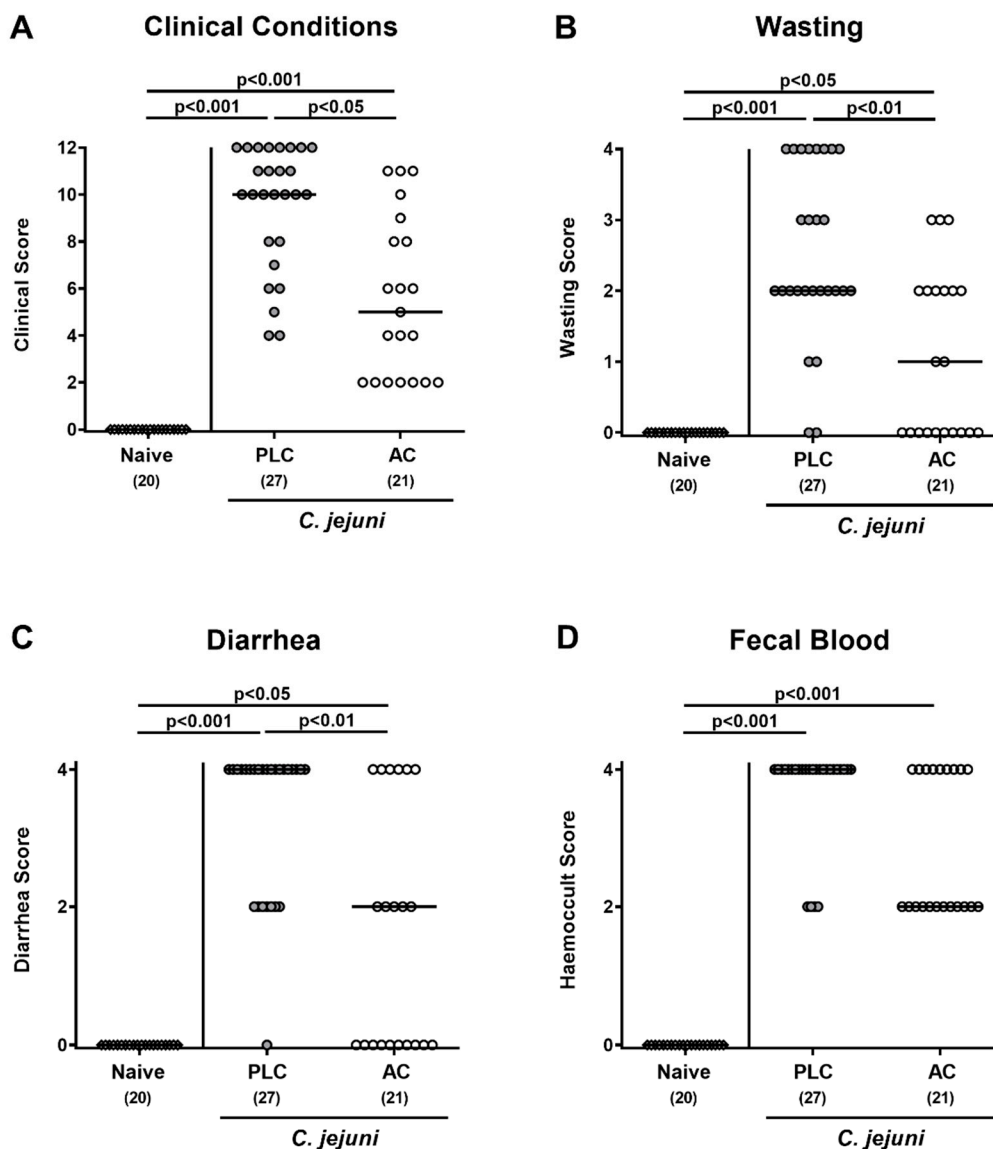 A
Clinical Conditions
p<0.001
p<0.001
p<0.05
Clinical Score
12
10
8
6
4
2
0
Naive
PLC
AC
(20)
(27)
(21)
C. jejuni
B
Wasting
p<0.05
p<0.001
p<0.01
Wasting Score
4
3
2
1
0
Naive
PLC
AC
(20)
(27)
(21)
C. jejuni
C
Diarrhea
p<0.05
p<0.001
p<0.01
Diarrhea Score
4
2
0
Naive
PLC
AC
(20)
(27)
(21)
C. jejuni
D
Fecal Blood
p<0.001
p<0.001
Haemoccult Score
4
2
0
Naive
PLC
AC
(20)
(27)
(21)
C. jejuni